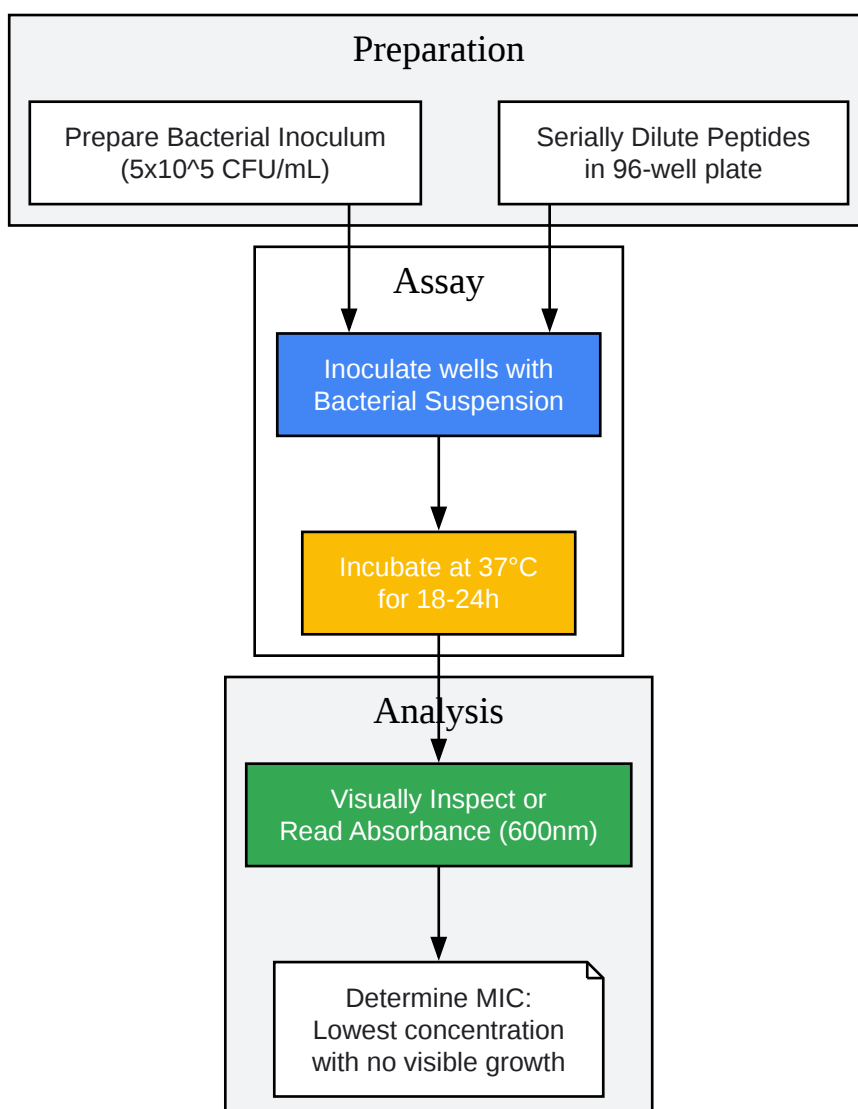 Preparation
Prepare Bacterial Inoculum
(5x10^5 CFU/mL)
Serially Dilute Peptides
in 96-well plate
Assay
Inoculate wells with
Bacterial Suspension
Incubate at 37°C
for 18-24h
Analysis
Visually Inspect or
Read Absorbance (600nm)
Determine MIC:
Lowest concentration
with no visible growth